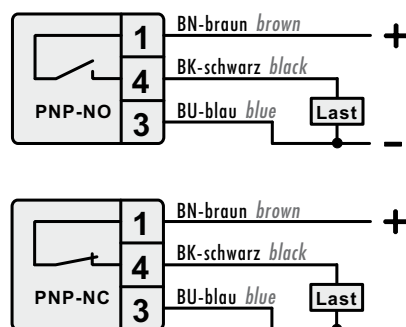 1 BN-braun brown +
4 BK-schwarz black
PNP-NO 3 BU-blau blue Last
–
1 BN-braun brown +
4 BK-schwarz black
PNP-NC 3 BU-blau blue Last